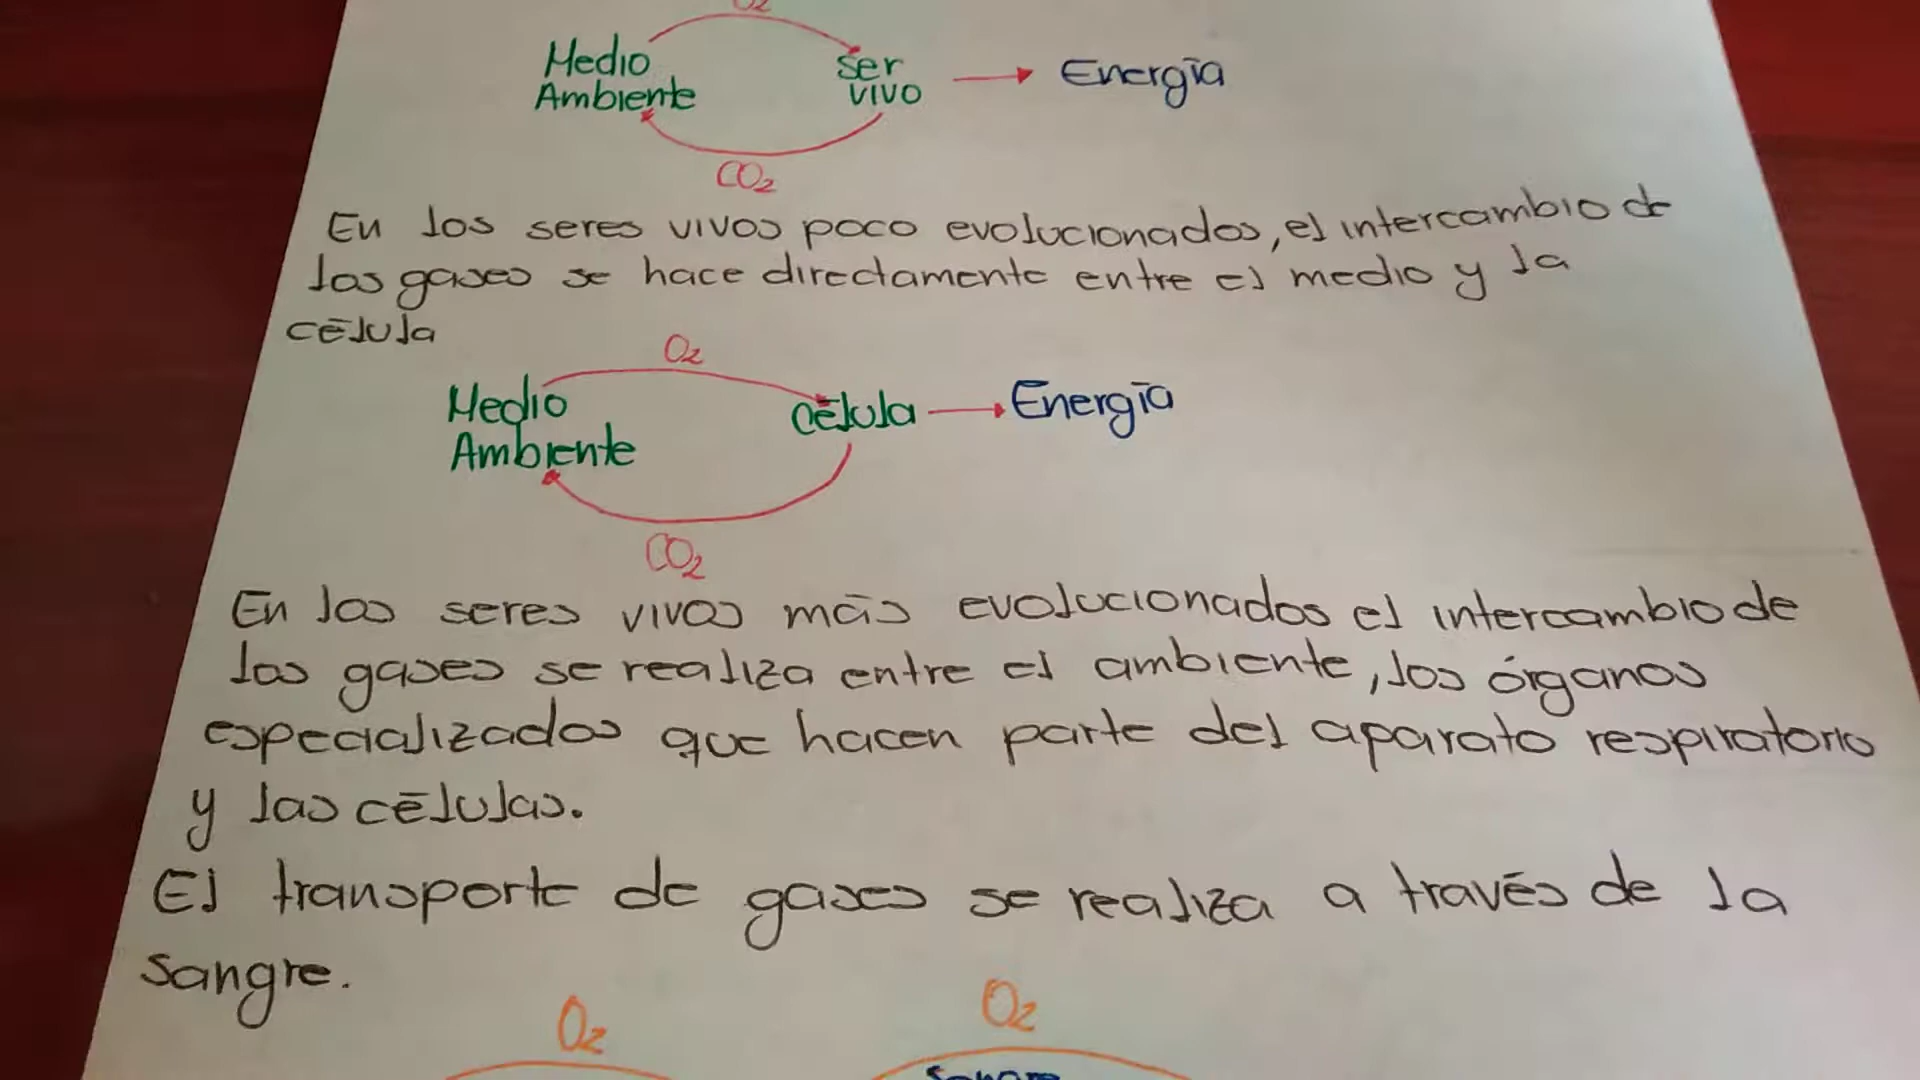 O2
Medio Ser
Ambiente vivo → Energía
CO2
En los seres vivos poco evolucionados, el intercambio de
los gases se hace directamente entre el medio y la
célula
O2
Medio célula → Energía
Ambiente
CO2
En los seres vivos más evolucionados el intercambio de
los gases se realiza entre el ambiente, los órganos
especializados que hacen parte del aparato respiratorio
y las células.
El transporte de gases se realiza a través de la
sangre.
O2 O2
Sangre